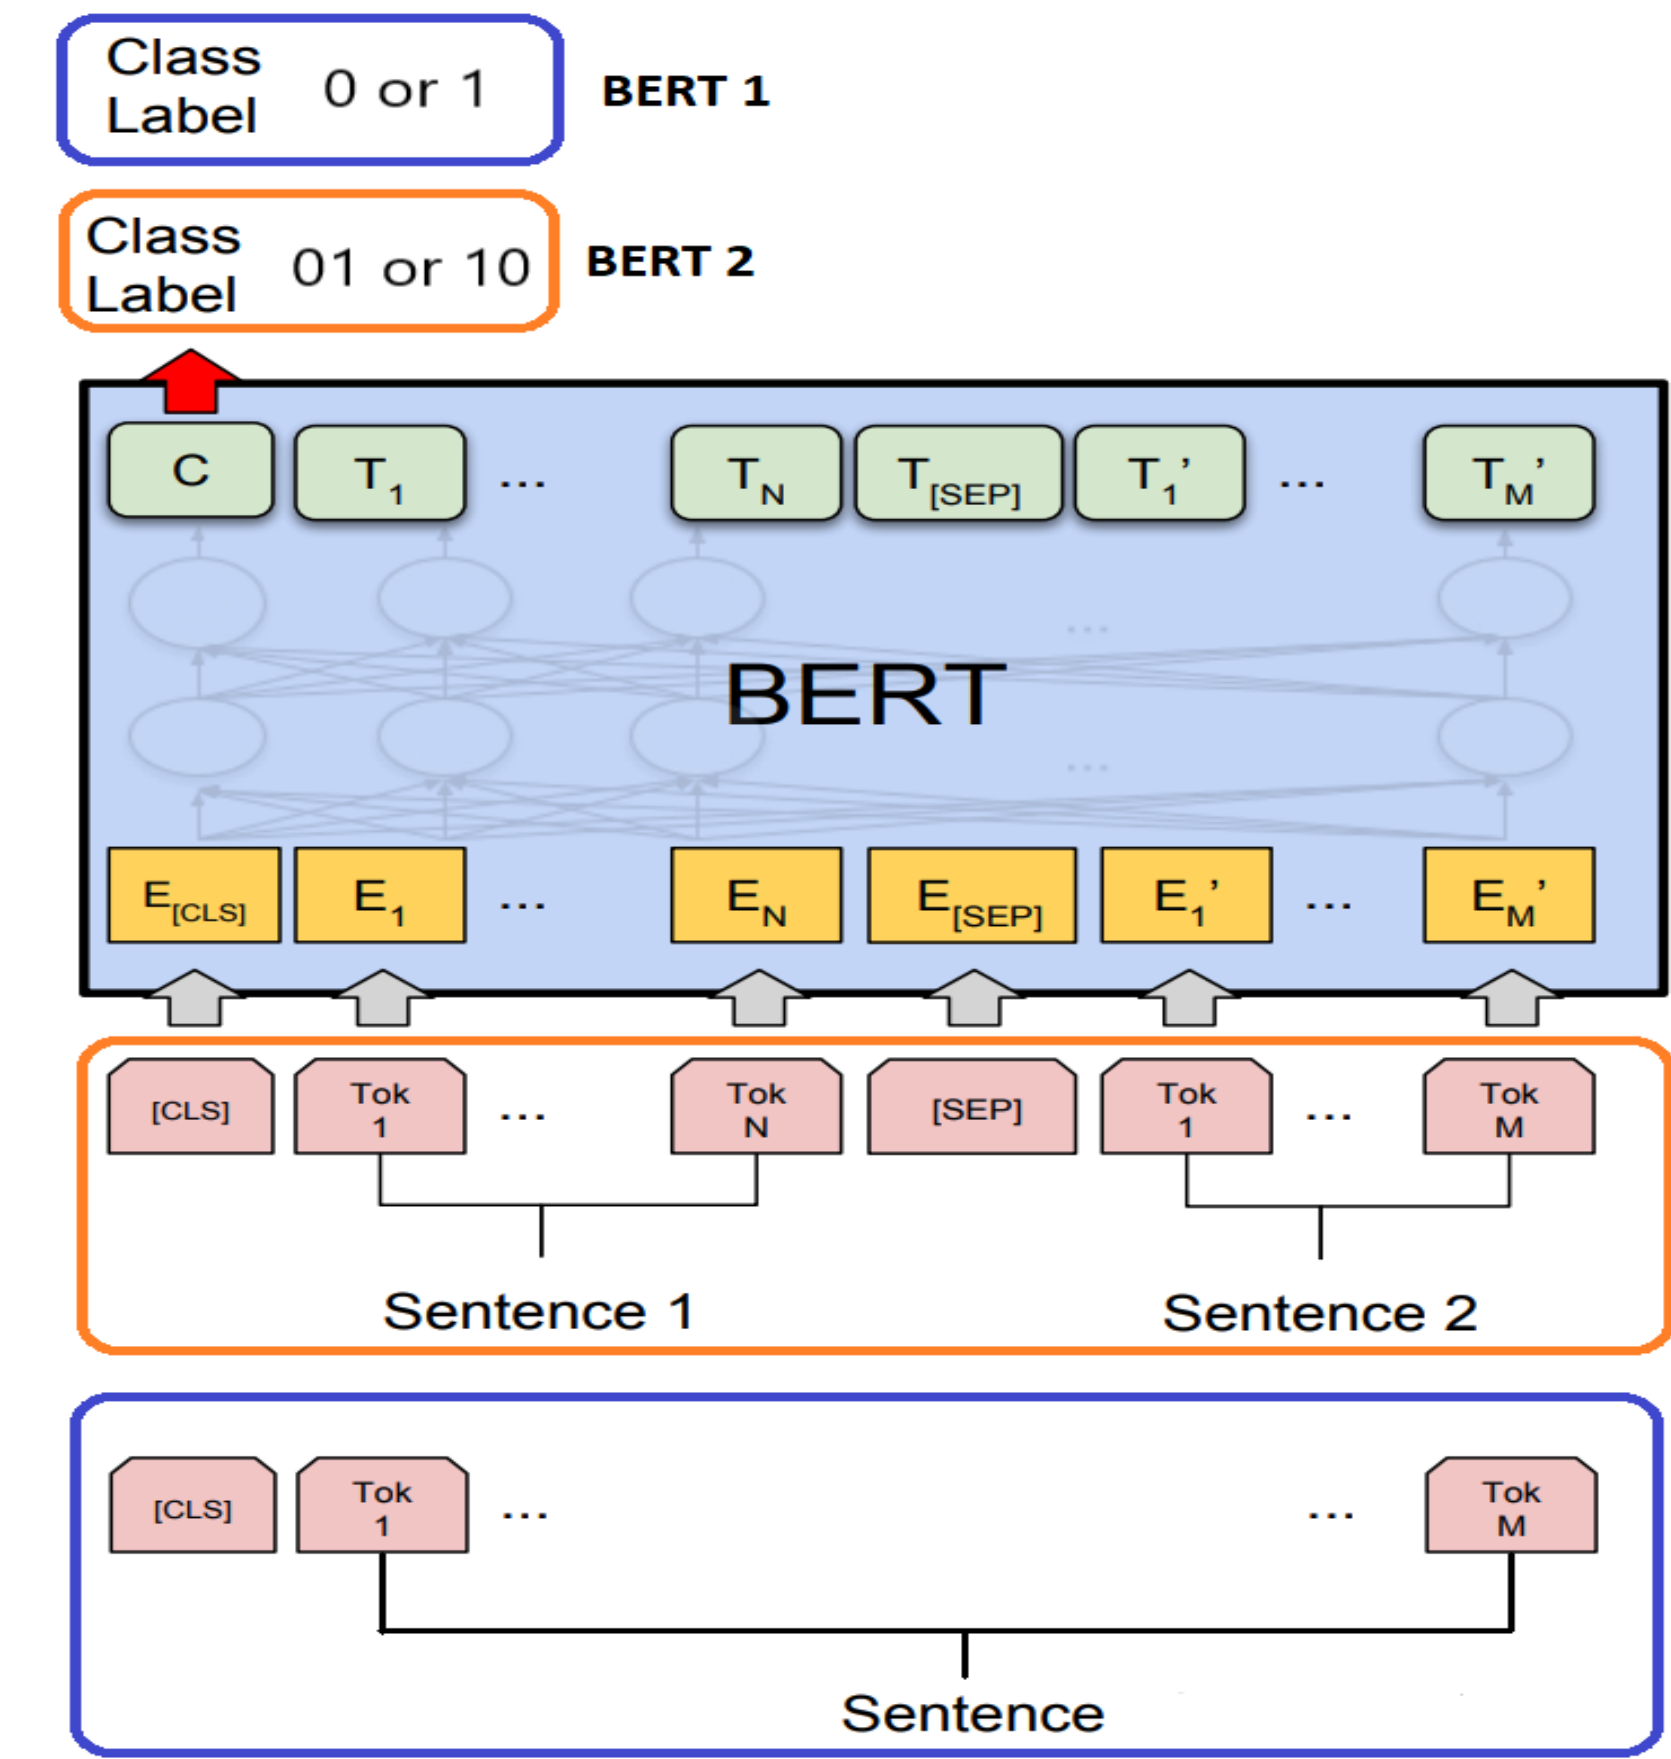 Class
Label 0 or 1 BERT 1
Class
Label 01 or 10 BERT 2
C T1 ... TN T[SEP] T1’ ... TM’
...
BERT
...
E[CLS] E1 ... EN E[SEP] E1’ ... EM’
[CLS] Tok 1 ... Tok N [SEP] Tok 1 ... Tok M
Sentence 1 Sentence 2
[CLS] Tok 1 ... ... Tok M
Sentence